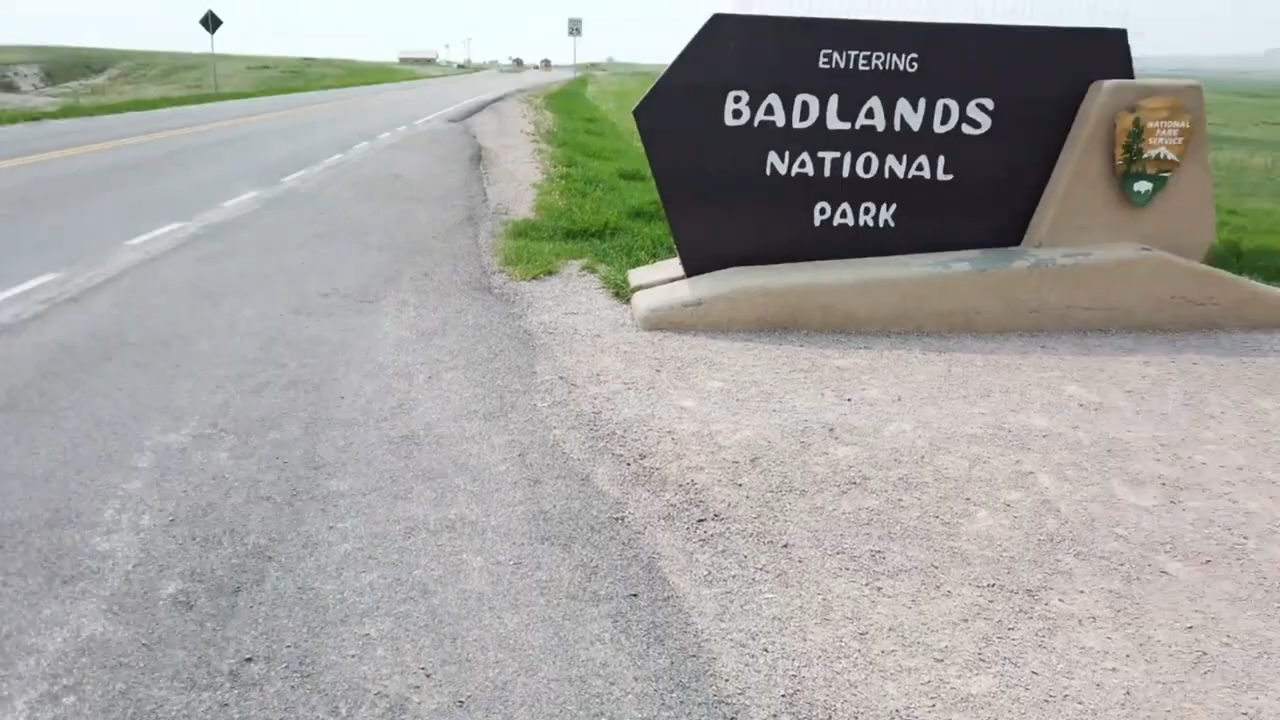 25
ENTERING
BADLANDS
NATIONAL
PARK
NATIONAL
PARK
SERVICE